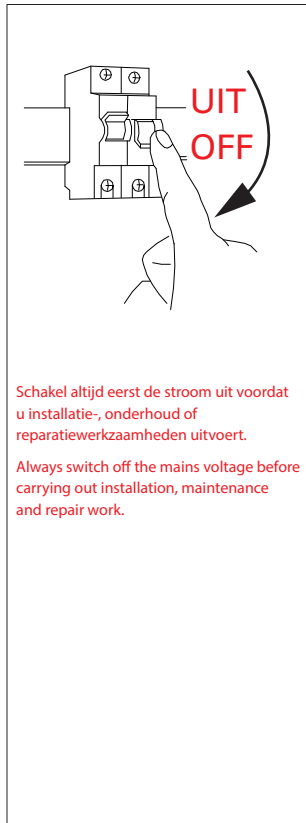 UIT
OFF
Schakel altijd eerst de stroom uit voordat
u installatie-, onderhoud of
reparatiewerkzaamheden uitvoert.
Always switch off the mains voltage before
carrying out installation, maintenance
and repair work.